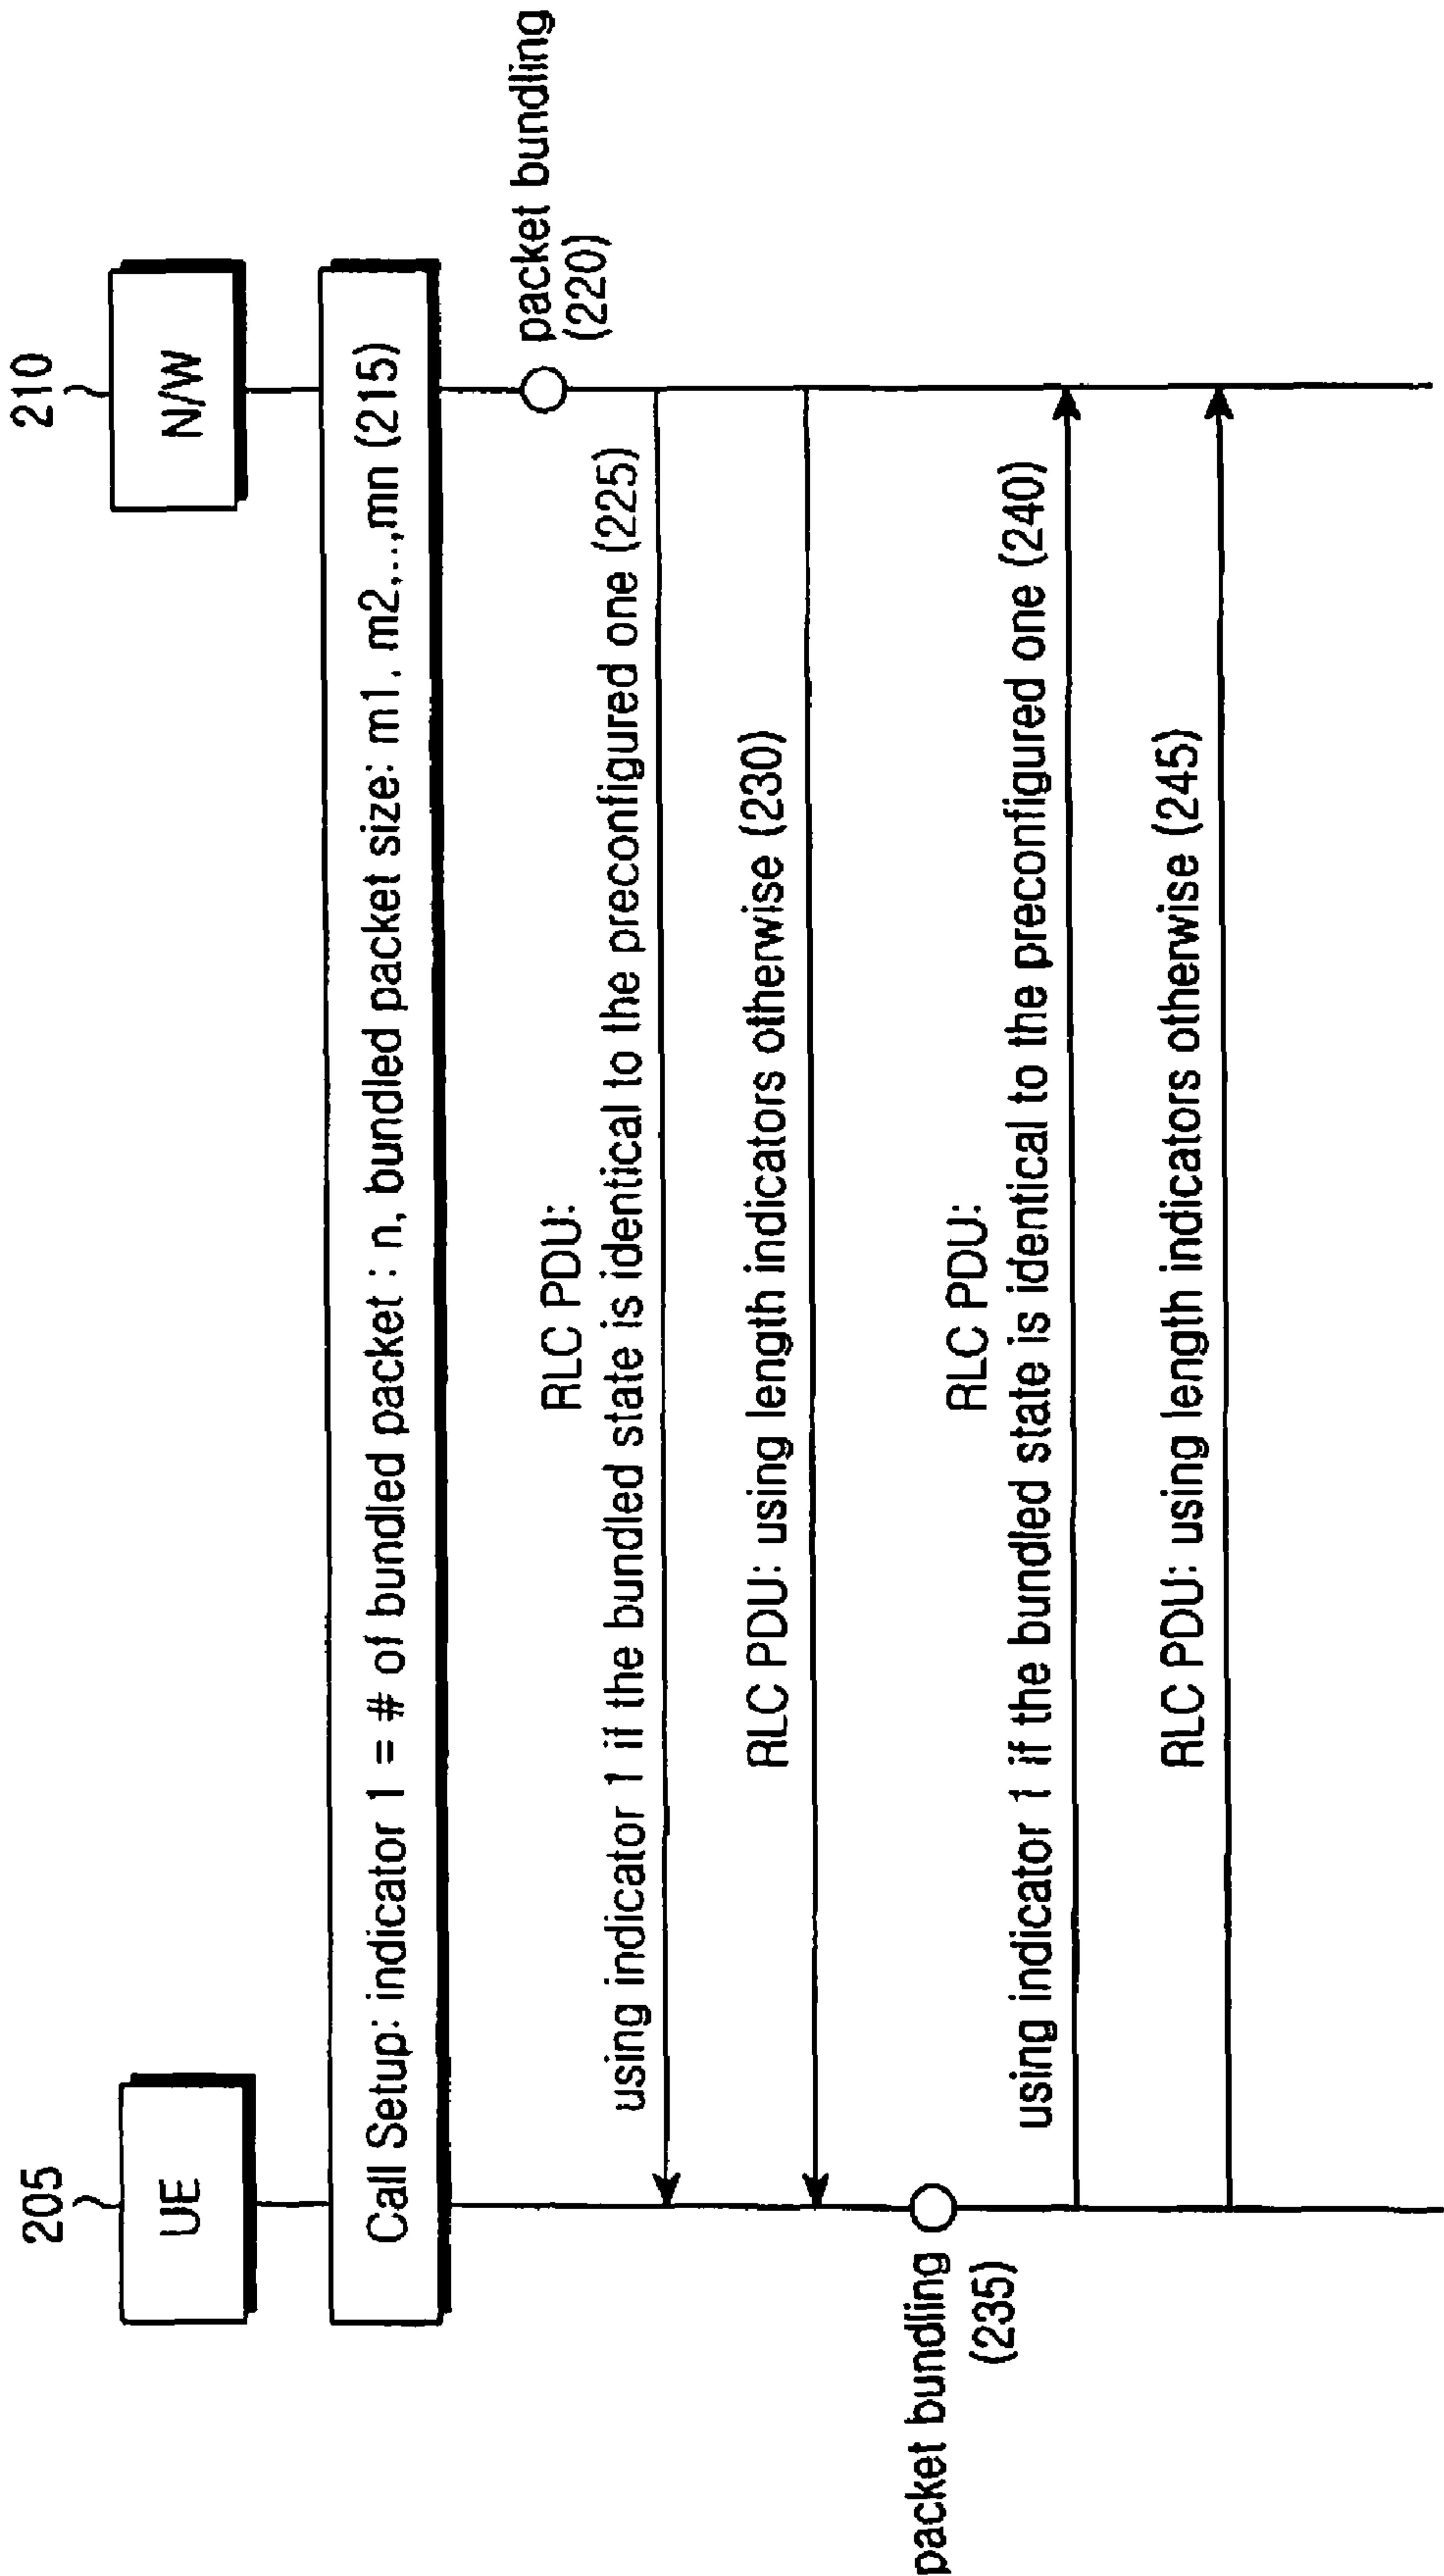 205
210
UE
N/W
Call Setup: indicator 1 = # of bundled packet : n, bundled packet size: m1, m2,..,mn (215)
packet bundling
(220)
RLC PDU:
using indicator 1 if the bundled state is identical to the preconfigured one (225)
RLC PDU: using length indicators otherwise (230)
packet bundling
(235)
RLC PDU:
using indicator 1 if the bundled state is identical to the preconfigured one (240)
RLC PDU: using length indicators otherwise (245)